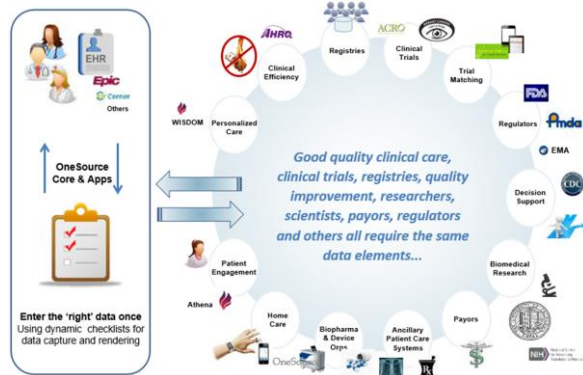 EHR
Epic
Cerner
Others
OneSource
Core & Apps
Enter the 'right' data once
Using dynamic checklists for
data capture and rendering
AHRQ
Registries
ACRO
Clinical
Trials
Clinical
Efficiency
Trial
Matching
WISDOM
Personalized
Care
FDA
Regulators
Pmda
EMA
Decision
Support
CDC
Good quality clinical care,
clinical trials, registries, quality
improvement, researchers,
scientists, payors, regulators
and others all require the same
data elements...
Patient
Engagement
Biomedical
Research
Athena
Home
Care
Biopharma
& Device
Orgs
Ancillary
Patient Care
Systems
Payors
OneSource
NIH